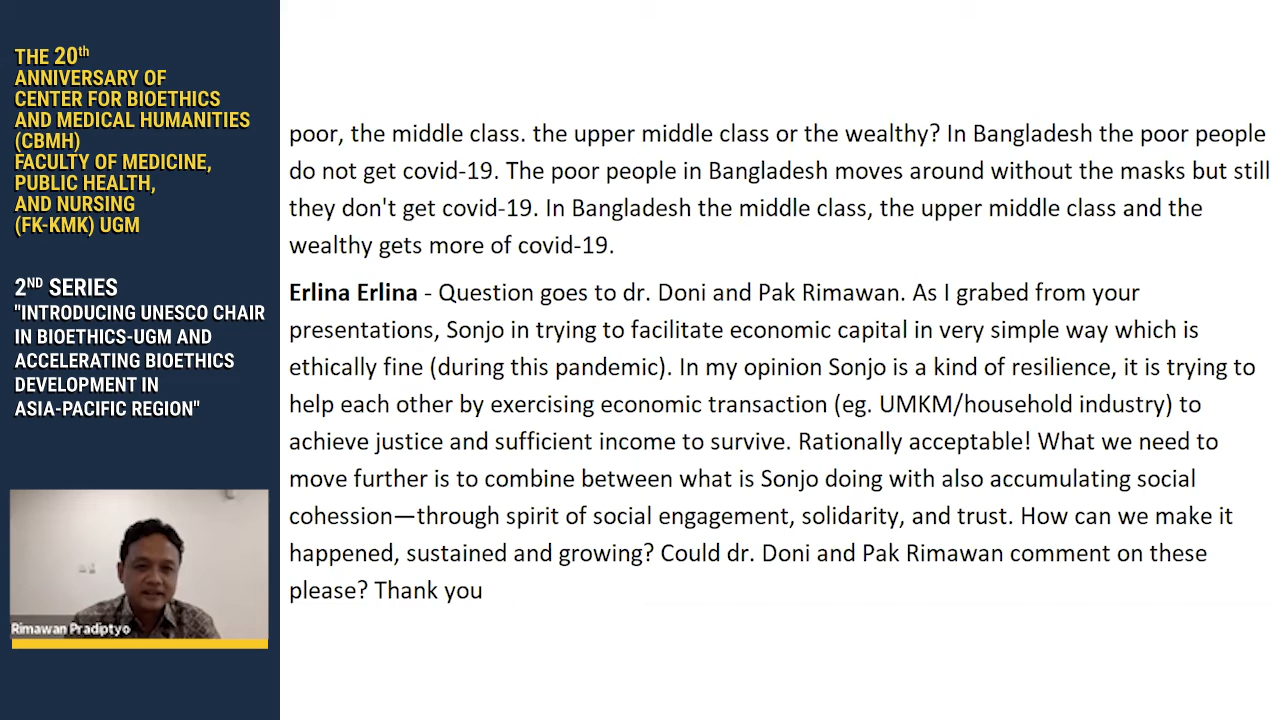 THE 20th
ANNIVERSARY OF
CENTER FOR BIOETHICS
AND MEDICAL HUMANITIES
(CBMH)
FACULTY OF MEDICINE,
PUBLIC HEALTH,
AND NURSING
(FK-KMK) UGM
2ND SERIES
"INTRODUCING UNESCO CHAIR
IN BIOETHICS-UGM AND
ACCELERATING BIOETHICS
DEVELOPMENT IN
ASIA-PACIFIC REGION"
Rimawan Pradiptyo
poor, the middle class. the upper middle class or the wealthy? In Bangladesh the poor people
do not get covid-19. The poor people in Bangladesh moves around without the masks but still
they don't get covid-19. In Bangladesh the middle class, the upper middle class and the
wealthy gets more of covid-19.
Erlina Erlina - Question goes to dr. Doni and Pak Rimawan. As I grabed from your
presentations, Sonjo in trying to facilitate economic capital in very simple way which is
ethically fine (during this pandemic). In my opinion Sonjo is a kind of resilience, it is trying to
help each other by exercising economic transaction (eg. UMKM/household industry) to
achieve justice and sufficient income to survive. Rationally acceptable! What we need to
move further is to combine between what is Sonjo doing with also accumulating social
cohession—through spirit of social engagement, solidarity, and trust. How can we make it
happened, sustained and growing? Could dr. Doni and Pak Rimawan comment on these
please? Thank you